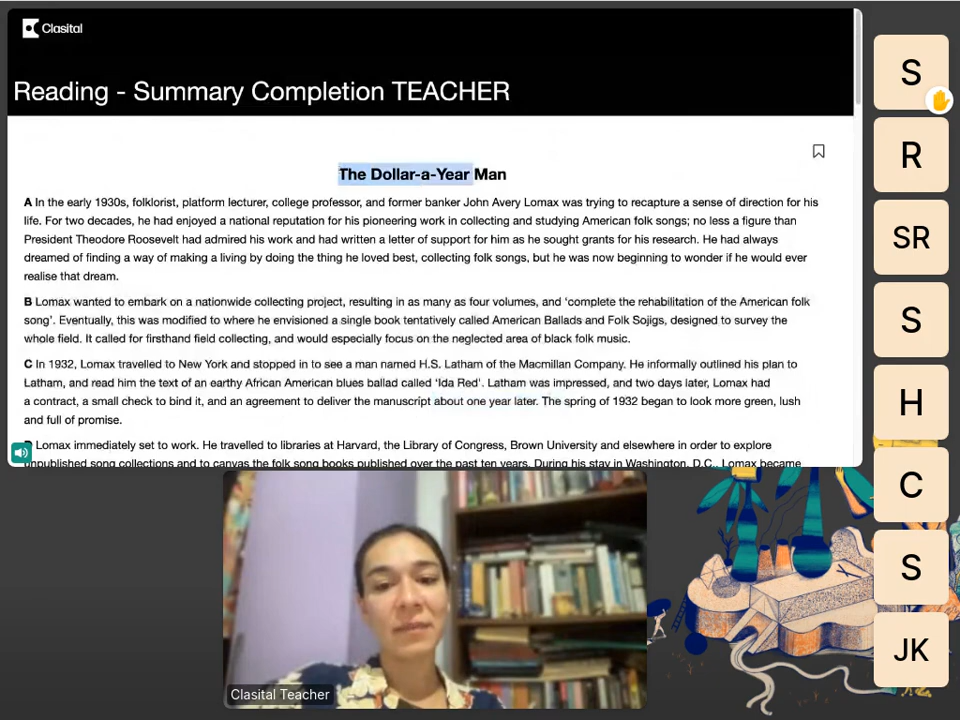 Clasital
Reading - Summary Completion TEACHER
The Dollar-a-Year Man
A In the early 1930s, folklorist, platform lecturer, college professor, and former banker John Avery Lomax was trying to recapture a sense of direction for his
life. For two decades, he had enjoyed a national reputation for his pioneering work in collecting and studying American folk songs; no less a figure than
President Theodore Roosevelt had admired his work and had written a letter of support for him as he sought grants for his research. He had always
dreamed of finding a way of making a living by doing the thing he loved best, collecting folk songs, but he was now beginning to wonder if he would ever
realise that dream.
B Lomax wanted to embark on a nationwide collecting project, resulting in as many as four volumes, and ‘complete the rehabilitation of the American folk
song’. Eventually, this was modified to where he envisioned a single book tentatively called American Ballads and Folk Sojigs, designed to survey the
whole field. It called for firsthand field collecting, and would especially focus on the neglected area of black folk music.
C In 1932, Lomax travelled to New York and stopped in to see a man named H.S. Latham of the Macmillan Company. He informally outlined his plan to
Latham, and read him the text of an earthy African American blues ballad called ‘Ida Red’. Latham was impressed, and two days later, Lomax had
a contract, a small check to bind it, and an agreement to deliver the manuscript about one year later. The spring of 1932 began to look more green, lush
and full of promise.
D Lomax immediately set to work. He travelled to libraries at Harvard, the Library of Congress, Brown University and elsewhere in order to explore
unpublished song collections and to canvas the folk song books published over the past ten years. During his stay in Washington, D.C., Lomax became
S
R
SR
S
H
C
S
JK
Clasital Teacher